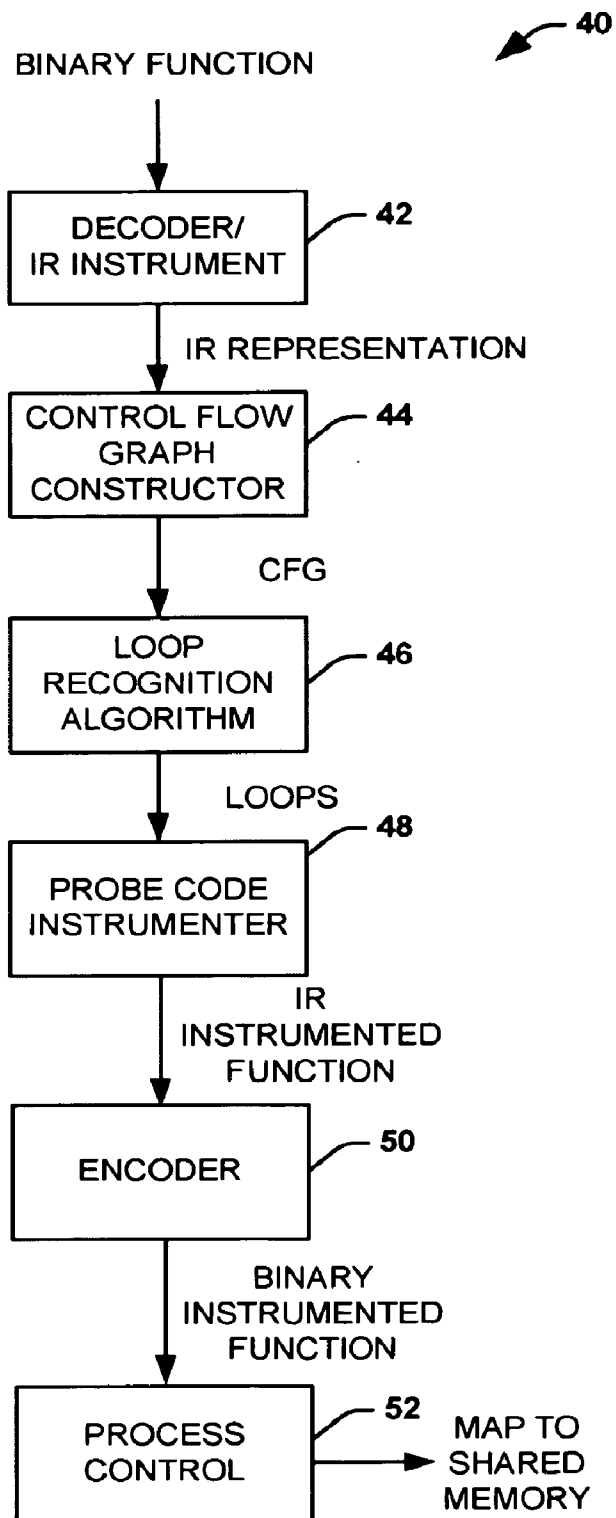 40
BINARY FUNCTION
42
DECODER/
IR INSTRUMENT
IR REPRESENTATION
44
CONTROL FLOW
GRAPH
CONSTRUCTOR
CFG
46
LOOP
RECOGNITION
ALGORITHM
LOOPS
48
PROBE CODE
INSTRUMENTER
IR
INSTRUMENTED
FUNCTION
50
ENCODER
BINARY
INSTRUMENTED
FUNCTION
52
PROCESS
CONTROL
MAP TO
SHARED
MEMORY